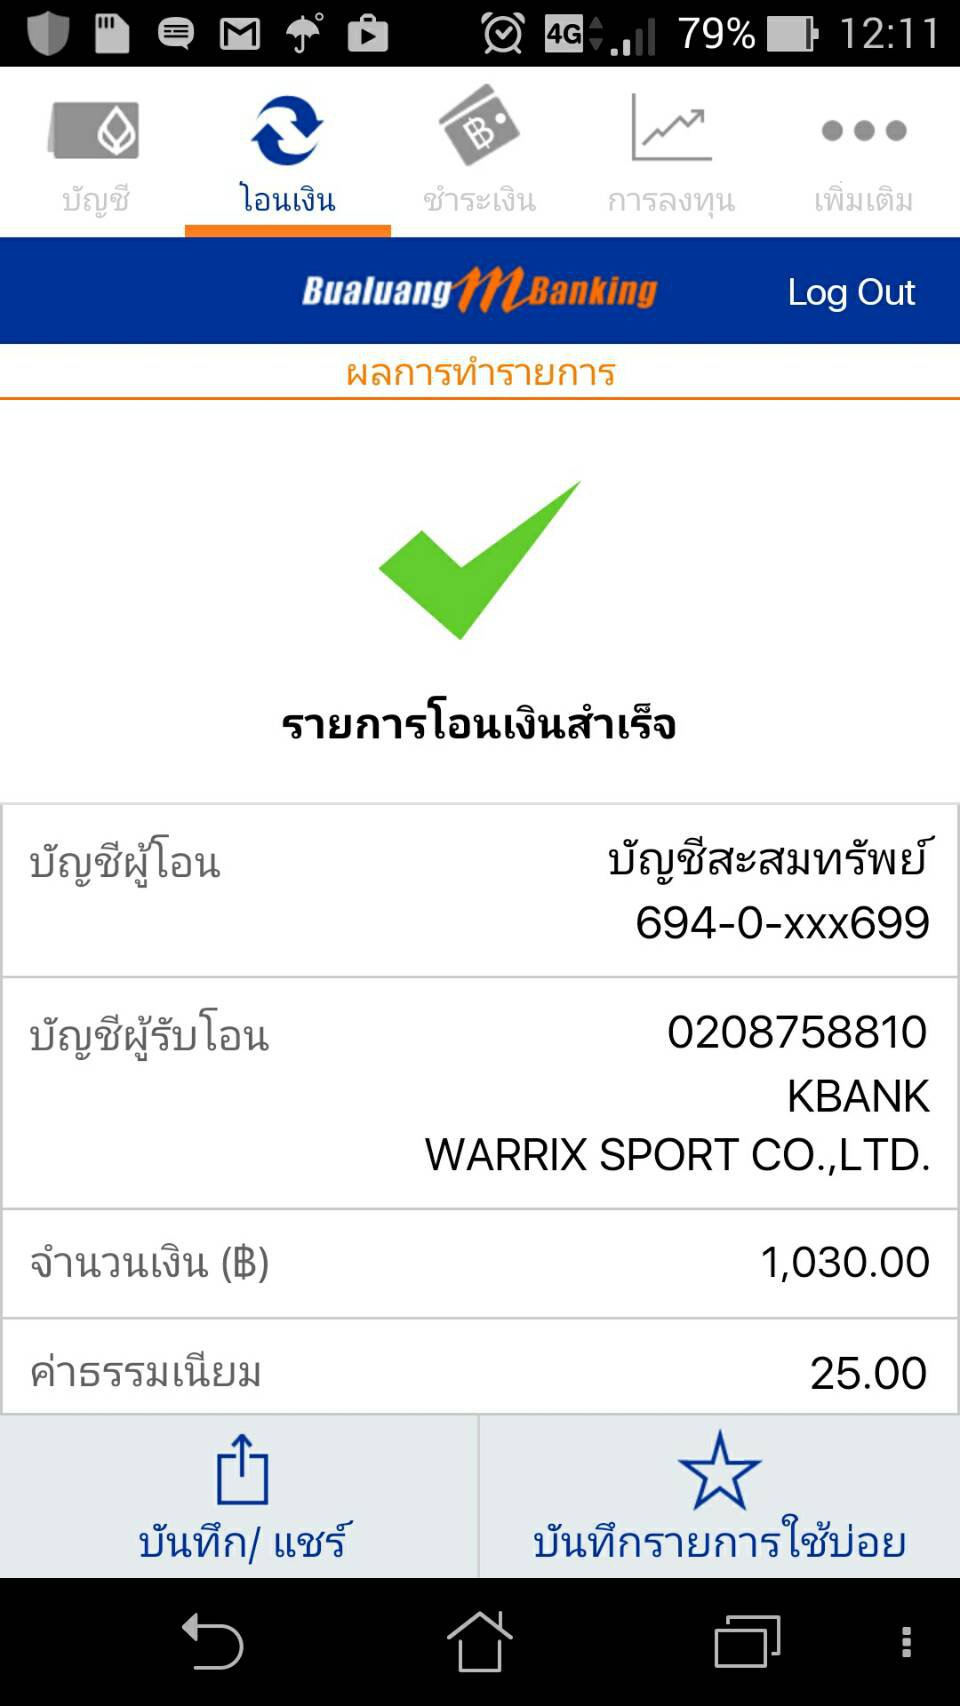 4G 79% 12:11
บัญชี โอนเงิน ชำระเงิน การลงทุน เพิ่มเติม
Bualuang mBanking Log Out
ผลการทำรายการ
รายการโอนเงินสำเร็จ
บัญชีผู้โอน บัญชีสะสมทรัพย์
694-0-xxx699
บัญชีผู้รับโอน 0208758810
KBANK
WARRIX SPORT CO.,LTD.
จำนวนเงิน (฿) 1,030.00
ค่าธรรมเนียม 25.00
บันทึก/ แชร์ บันทึกรายการใช้บ่อย